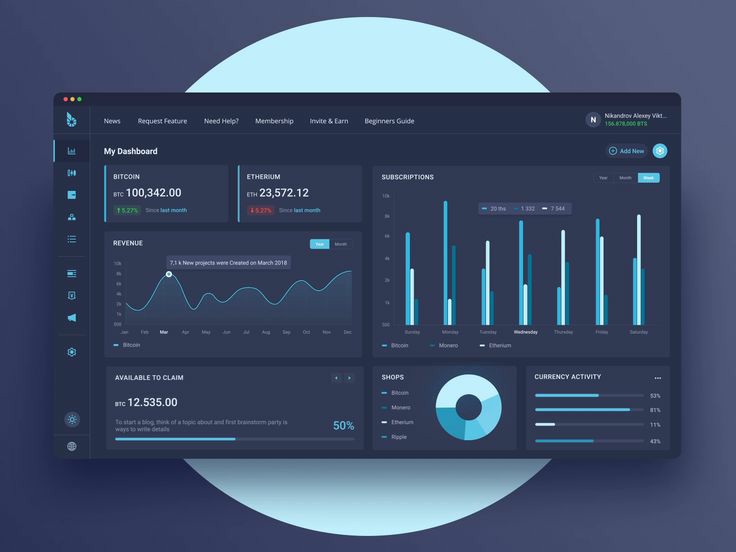 News Request Feature Need Help? Membership Invite & Earn Beginners Guide
N
Nikandrov Alexey Vikt...
156.878,000 BTS
My Dashboard
Add New
BITCOIN
BTC 100,342.00
5.27% Since last month
ETHERIUM
ETH 23,572.12
5.27% Since last month
SUBSCRIPTIONS
Year Month Week
20 ths 1 332 7 544
10k
8k
6k
4k
2k
500
Sunday Monday Tuesday Wednesday Thursday Friday Saturday
Bitcoin Monero Etherium
REVENUE
Year Month
7,1 k New projects were Created on March 2018
10k
8k
6k
4k
2k
1k
500
Jan Feb Mar Apr May Jun Jul Aug Sep Oct Nov Dec
Bitcoin
AVAILABLE TO CLAIM
BTC 12.535.00
To start a blog, think of a topic about and first brainstorm party is
ways to write details
50%
SHOPS
Bitcoin
Monero
Etherium
Ripple
CURRENCY ACTIVITY
53%
81%
11%
43%